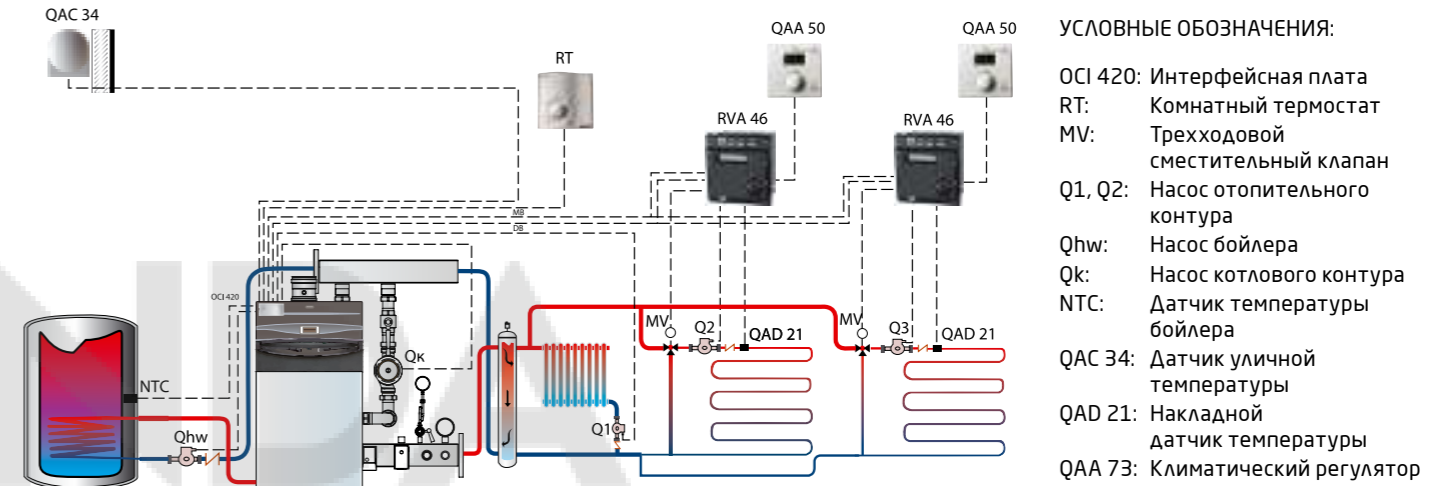 QAC 34
RT
QAA 50
QAA 50
RVA 46
RVA 46
MB
DB
OCI 420
NTC
Qhw
Qк
Q1
MV
Q2
QAD 21
MV
Q3
QAD 21
УСЛОВНЫЕ ОБОЗНАЧЕНИЯ:
OCI 420: Интерфейсная плата
RT: Комнатный термостат
MV: Трехходовой
сместительный клапан
Q1, Q2: Насос отопительного
контура
Qhw: Насос бойлера
Qk: Насос котлового контура
NTC: Датчик температуры
бойлера
QAC 34: Датчик уличной
температуры
QAD 21: Накладной
датчик температуры
QAA 73: Климатический регулятор